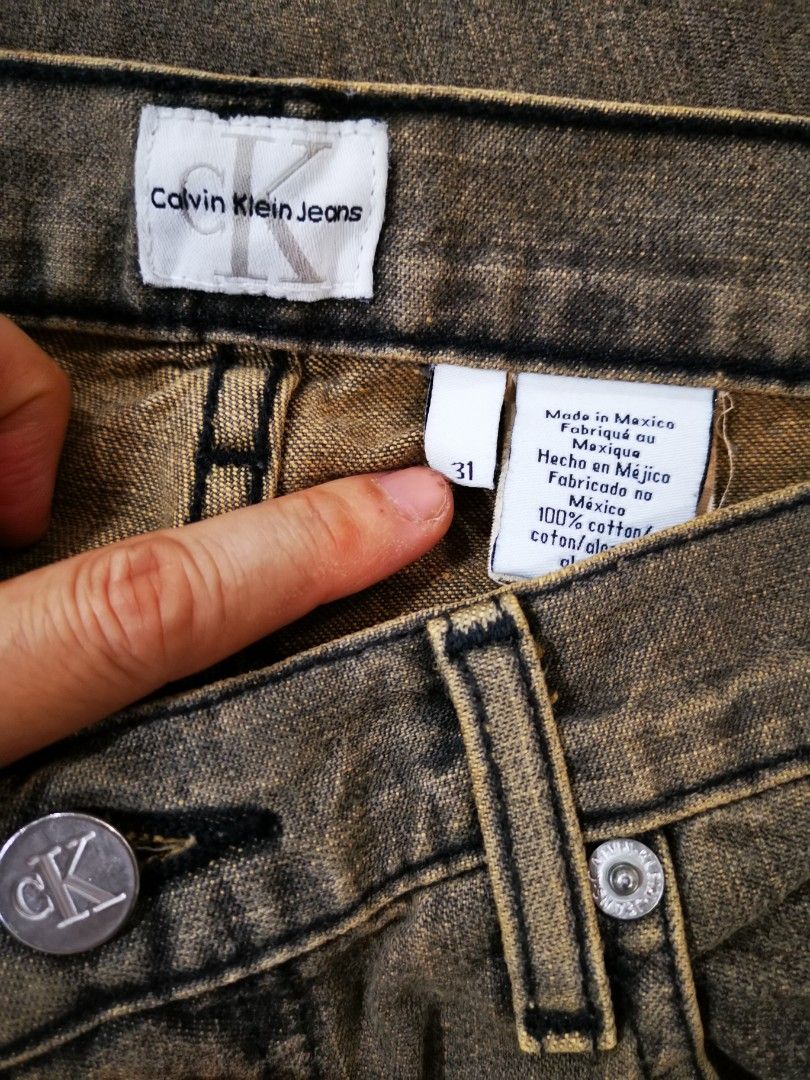 CK
Calvin Klein Jeans
31
Made in Mexico
Fabriqué au
Mexique
Hecho en Méjico
Fabricado no
México
100% cotton/
coton/
CK